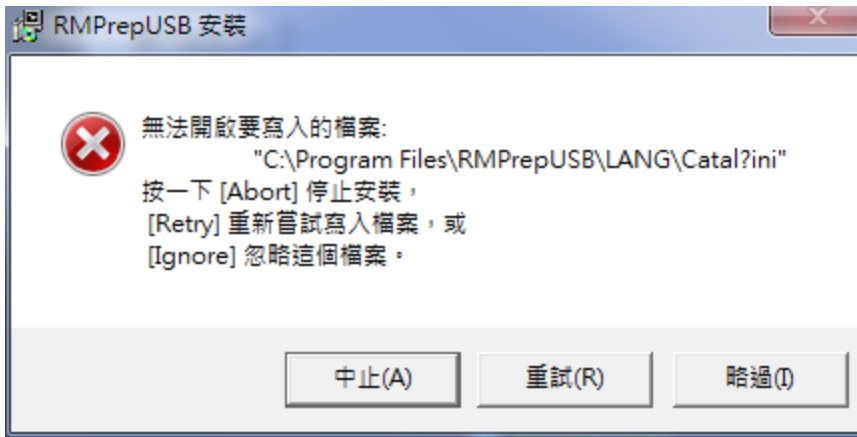 RMPrepUSB 安裝
無法開啟要寫入的檔案:
"C:\Program Files\RMPrepUSB\LANG\Catal?ini"
按一下 [Abort] 停止安裝，
[Retry] 重新嘗試寫入檔案，或
[Ignore] 忽略這個檔案。
中止(A)
重試(R)
略過(I)